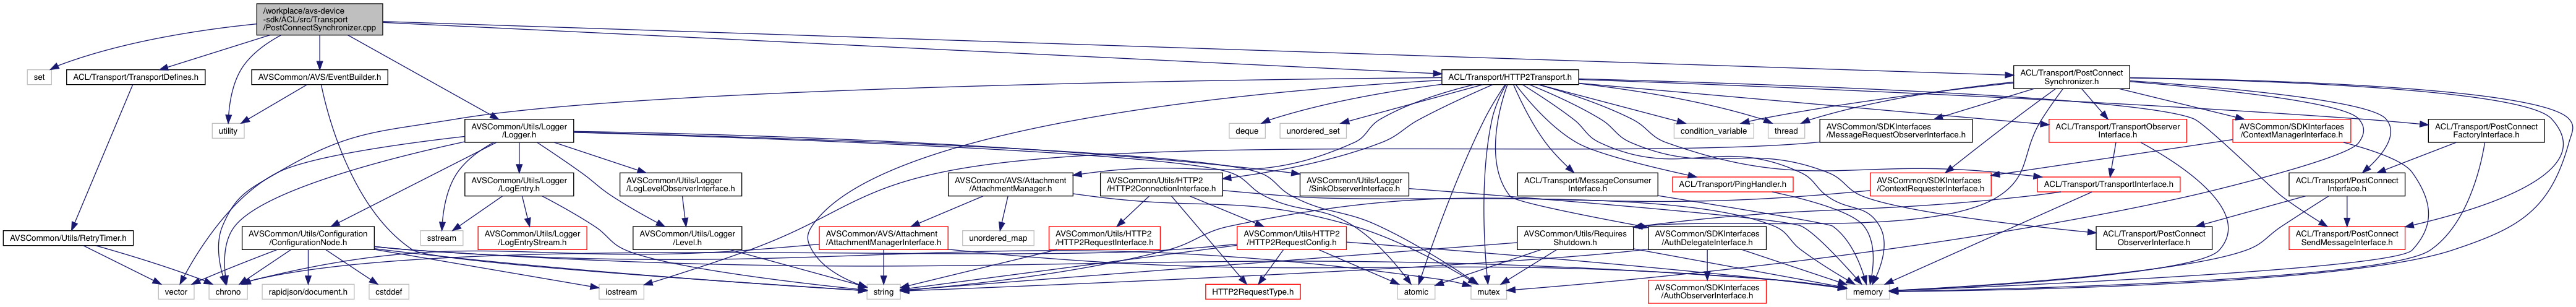 /workplace/avs-device
-sdk/ACL/src/Transport
/PostConnectSynchronizer.cpp
set
ACL/Transport/TransportDefines.h
AVSCommon/AVS/EventBuilder.h
ACL/Transport/HTTP2Transport.h
ACL/Transport/PostConnect
Synchronizer.h
utility
AVSCommon/Utils/Logger
/Logger.h
deque
unordered_set
condition_variable
thread
AVSCommon/SDKInterfaces
/MessageRequestObserverInterface.h
ACL/Transport/TransportObserver
Interface.h
AVSCommon/SDKInterfaces
/ContextManagerInterface.h
ACL/Transport/PostConnect
FactoryInterface.h
AVSCommon/Utils/Logger
/LogEntry.h
AVSCommon/Utils/Logger
/LogLevelObserverInterface.h
AVSCommon/AVS/Attachment
/AttachmentManager.h
AVSCommon/Utils/HTTP2
/HTTP2ConnectionInterface.h
AVSCommon/Utils/Logger
/SinkObserverInterface.h
ACL/Transport/MessageConsumer
Interface.h
ACL/Transport/PingHandler.h
AVSCommon/SDKInterfaces
/ContextRequesterInterface.h
ACL/Transport/TransportInterface.h
ACL/Transport/PostConnect
Interface.h
AVSCommon/Utils/RetryTimer.h
AVSCommon/Utils/Configuration
/ConfigurationNode.h
sstream
AVSCommon/Utils/Logger
/LogEntryStream.h
AVSCommon/Utils/Logger
/Level.h
AVSCommon/AVS/Attachment
/AttachmentManagerInterface.h
unordered_map
AVSCommon/Utils/HTTP2
/HTTP2RequestInterface.h
AVSCommon/Utils/HTTP2
/HTTP2RequestConfig.h
AVSCommon/Utils/Requires
Shutdown.h
AVSCommon/SDKInterfaces
/AuthDelegateInterface.h
ACL/Transport/PostConnect
ObserverInterface.h
ACL/Transport/PostConnect
SendMessageInterface.h
vector
chrono
rapidjson/document.h
cstddef
iostream
string
HTTP2RequestType.h
atomic
mutex
AVSCommon/SDKInterfaces
/AuthObserverInterface.h
memory